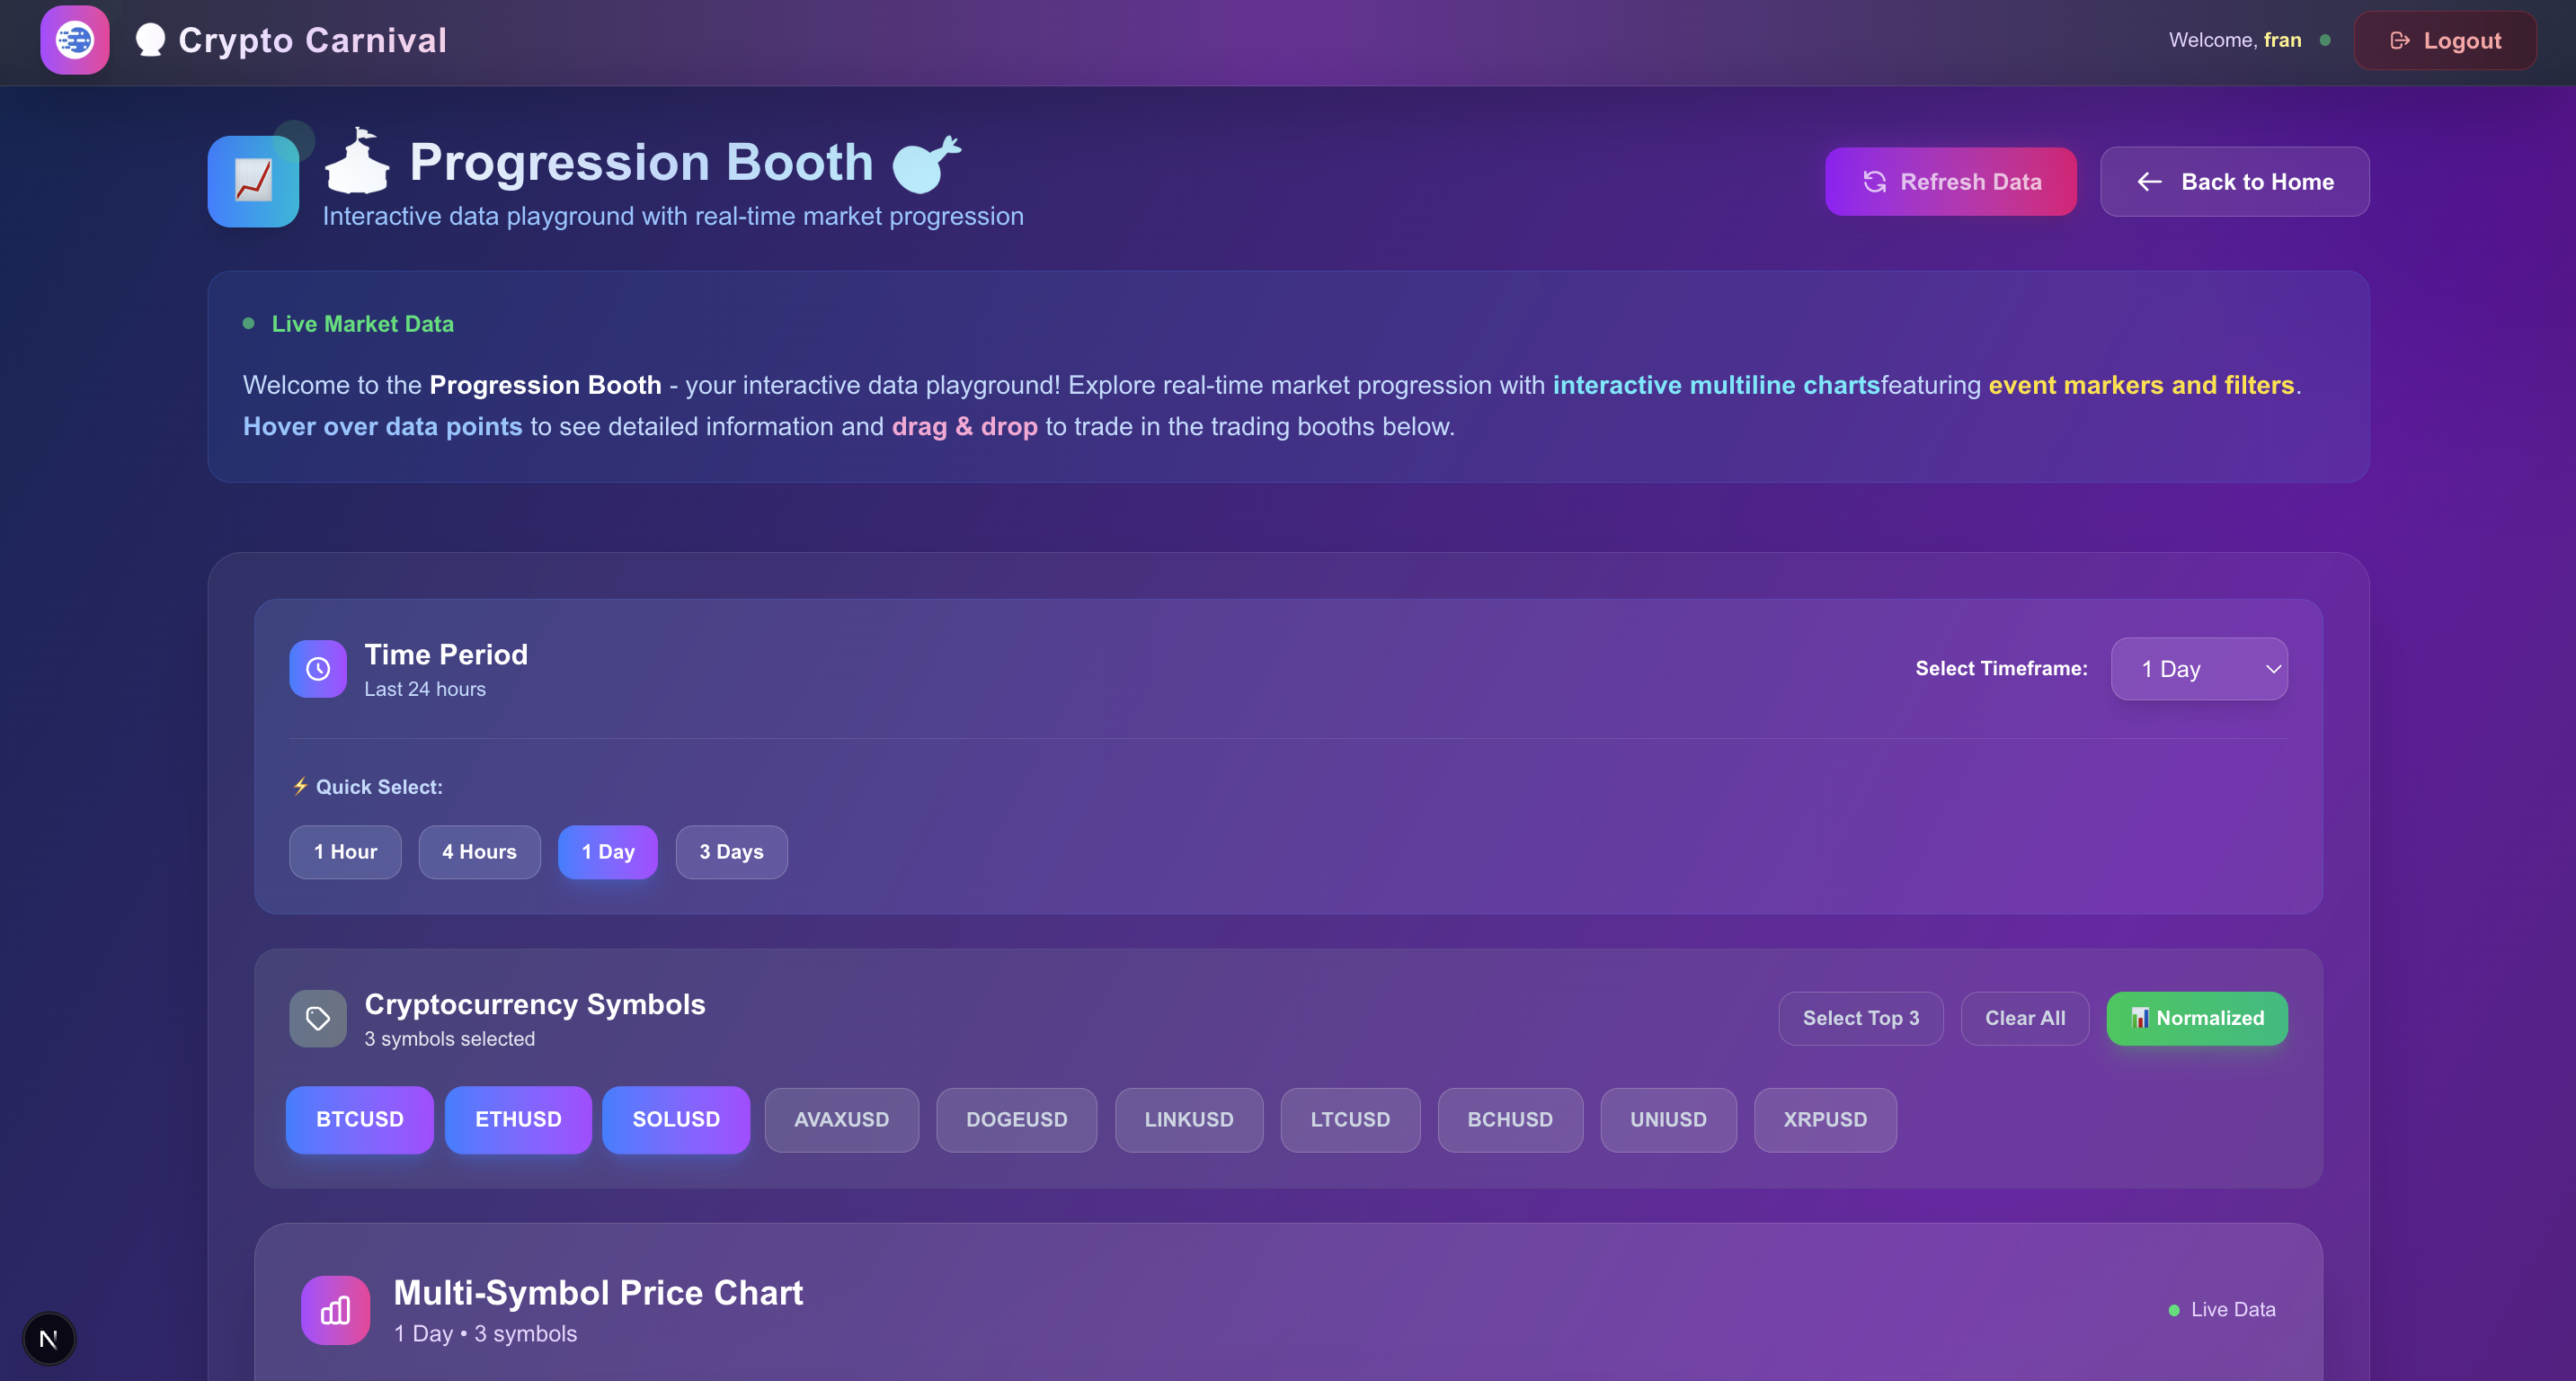 Crypto Carnival
Welcome, fran
Logout
Progression Booth
Interactive data playground with real-time market progression
Refresh Data
Back to Home
Live Market Data
Welcome to the Progression Booth - your interactive data playground! Explore real-time market progression with interactive multiline chartsfeaturing event markers and filters.
Hover over data points to see detailed information and drag & drop to trade in the trading booths below.
Time Period
Last 24 hours
Select Timeframe:
1 Day
⚡ Quick Select:
1 Hour
4 Hours
1 Day
3 Days
Cryptocurrency Symbols
3 symbols selected
Select Top 3
Clear All
📊 Normalized
BTCUSD
ETHUSD
SOLUSD
AVAXUSD
DOGEUSD
LINKUSD
LTCUSD
BCHUSD
UNIUSD
XRPUSD
Multi-Symbol Price Chart
1 Day • 3 symbols
Live Data
N